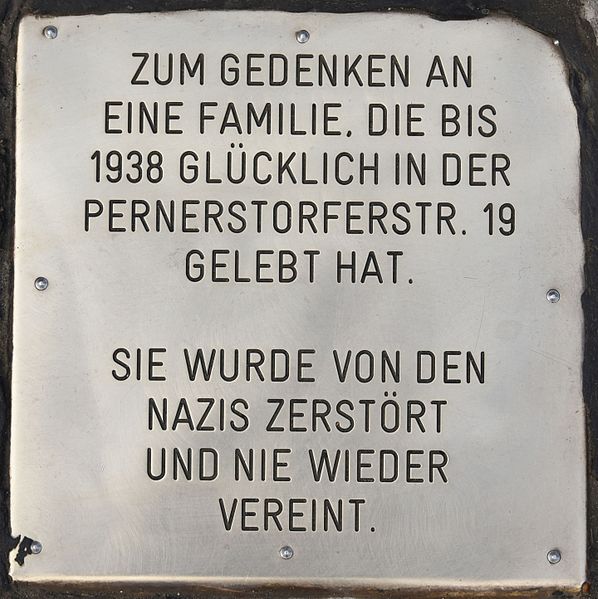 ZUM GEDENKEN AN
EINE FAMILIE, DIE BIS
1938 GLÜCKLICH IN DER
PERNERSTORFERSTR. 19
GELEBT HAT.
SIE WURDE VON DEN
NAZIS ZERSTÖRT
UND NIE WIEDER
VEREINT.